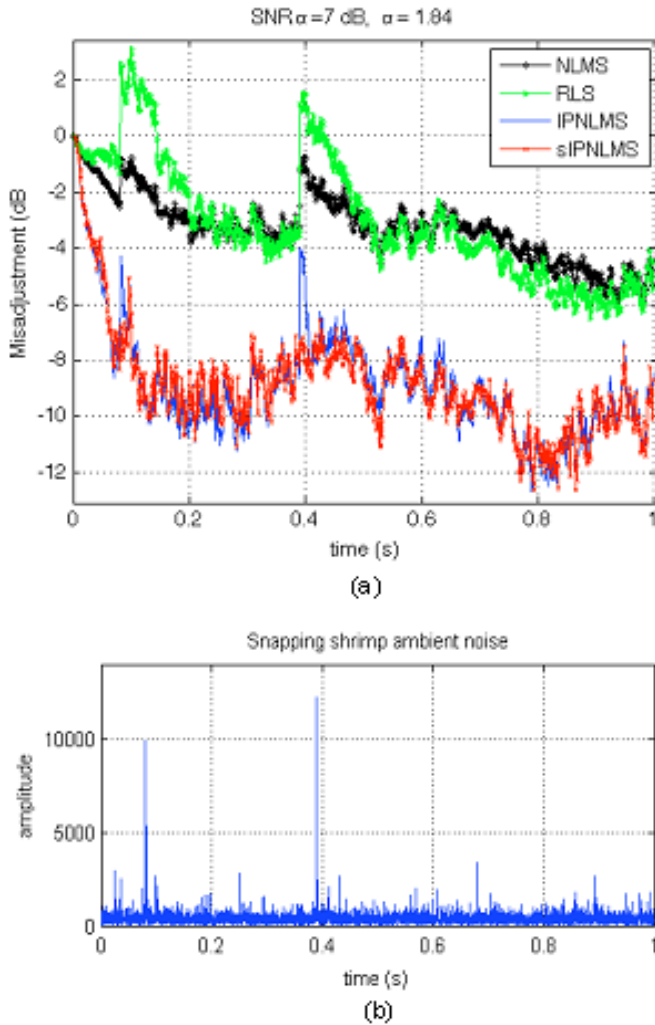 SNRα=7 dB, α = 1.84
NLMS
RLS
IPNLMS
sIPNLMS
Misadjustment (dB
2
0
-2
-4
-6
-8
-10
-12
0 0.2 0.4 0.6 0.8 1
time (s)
(a)
Snapping shrimp ambient noise
amplitude
10000
5000
0
0 0.2 0.4 0.6 0.8 1
time (s)
(b)